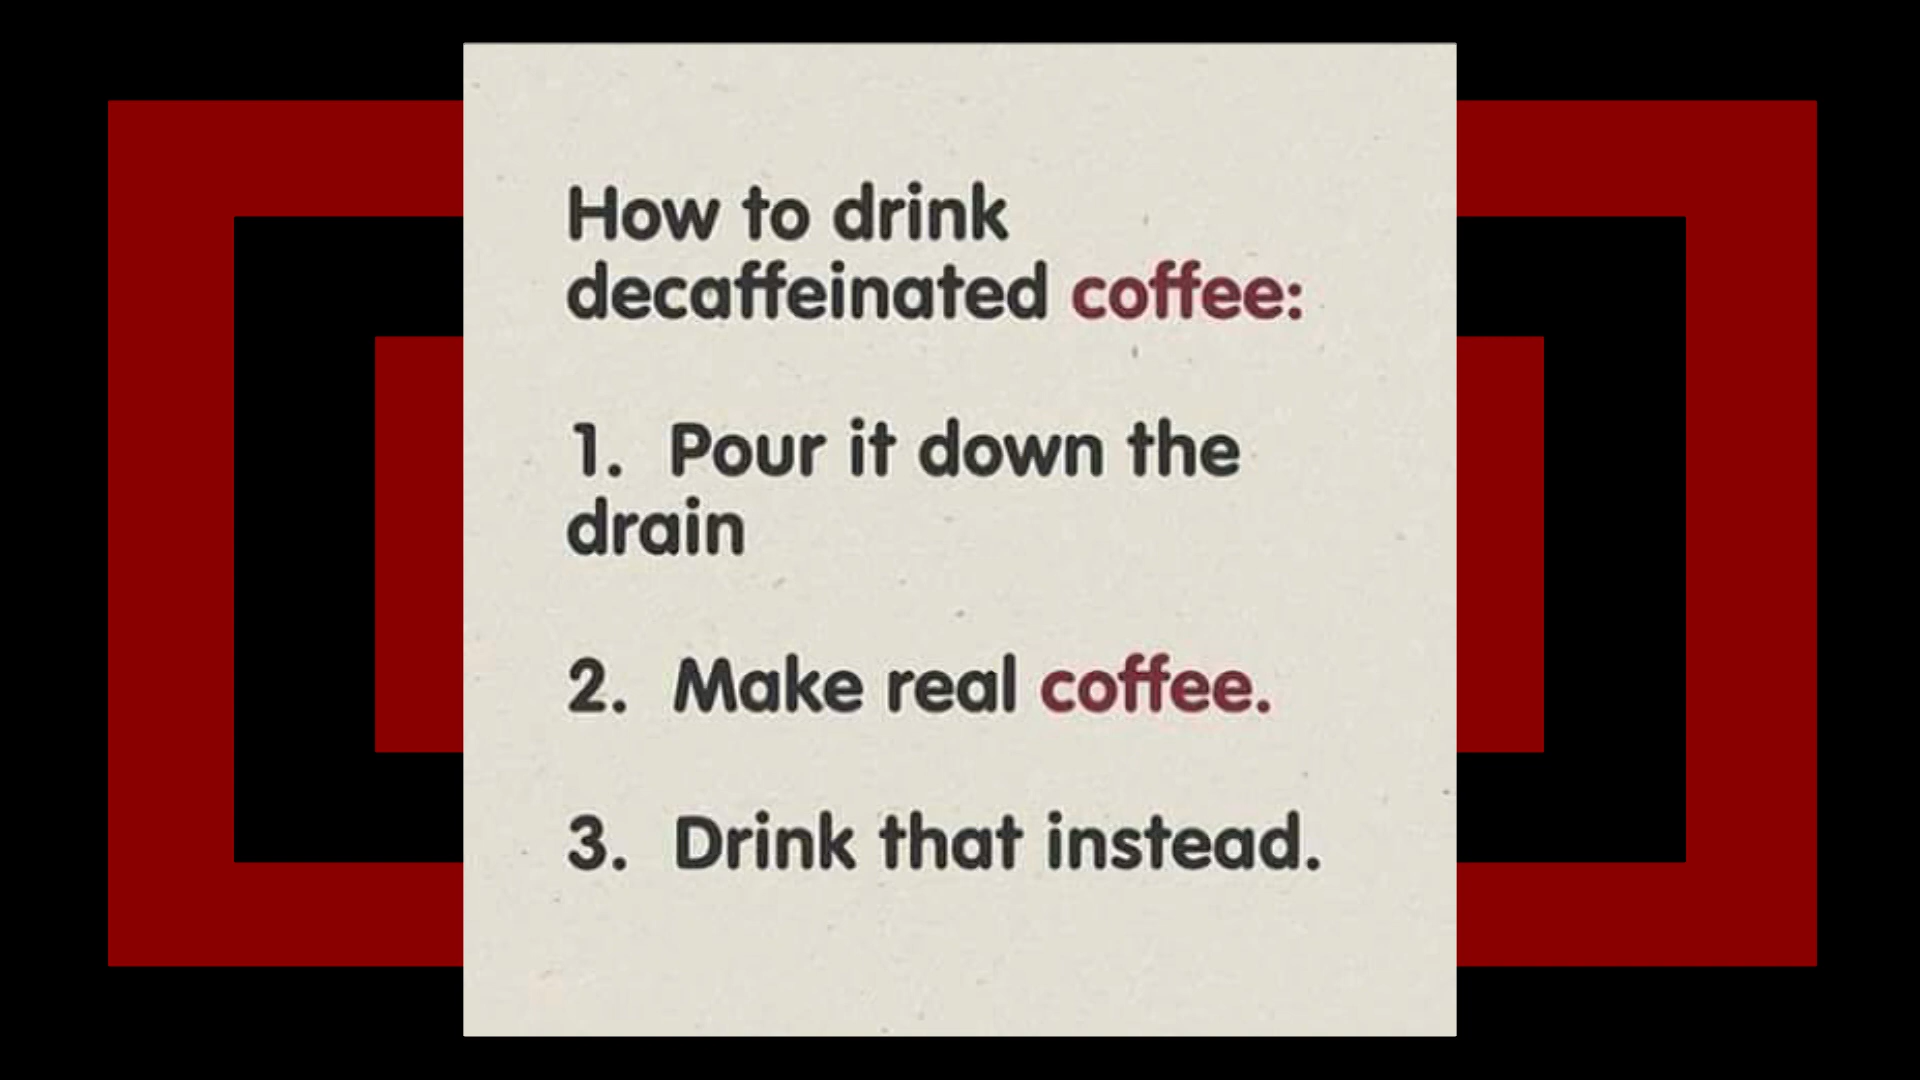 How to drink
decaffeinated coffee:
1. Pour it down the
drain
2. Make real coffee.
3. Drink that instead.